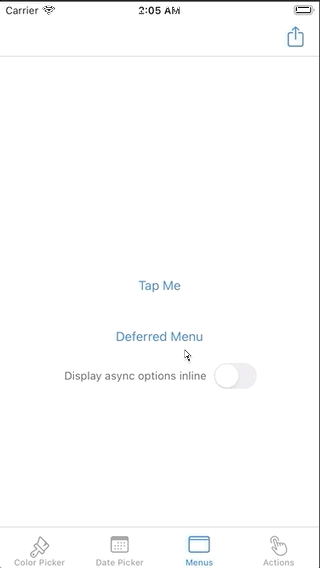 Carrier 2:05 AM
Tap Me
Deferred Menu
Display async options inline
Color Picker Date Picker Menus Actions